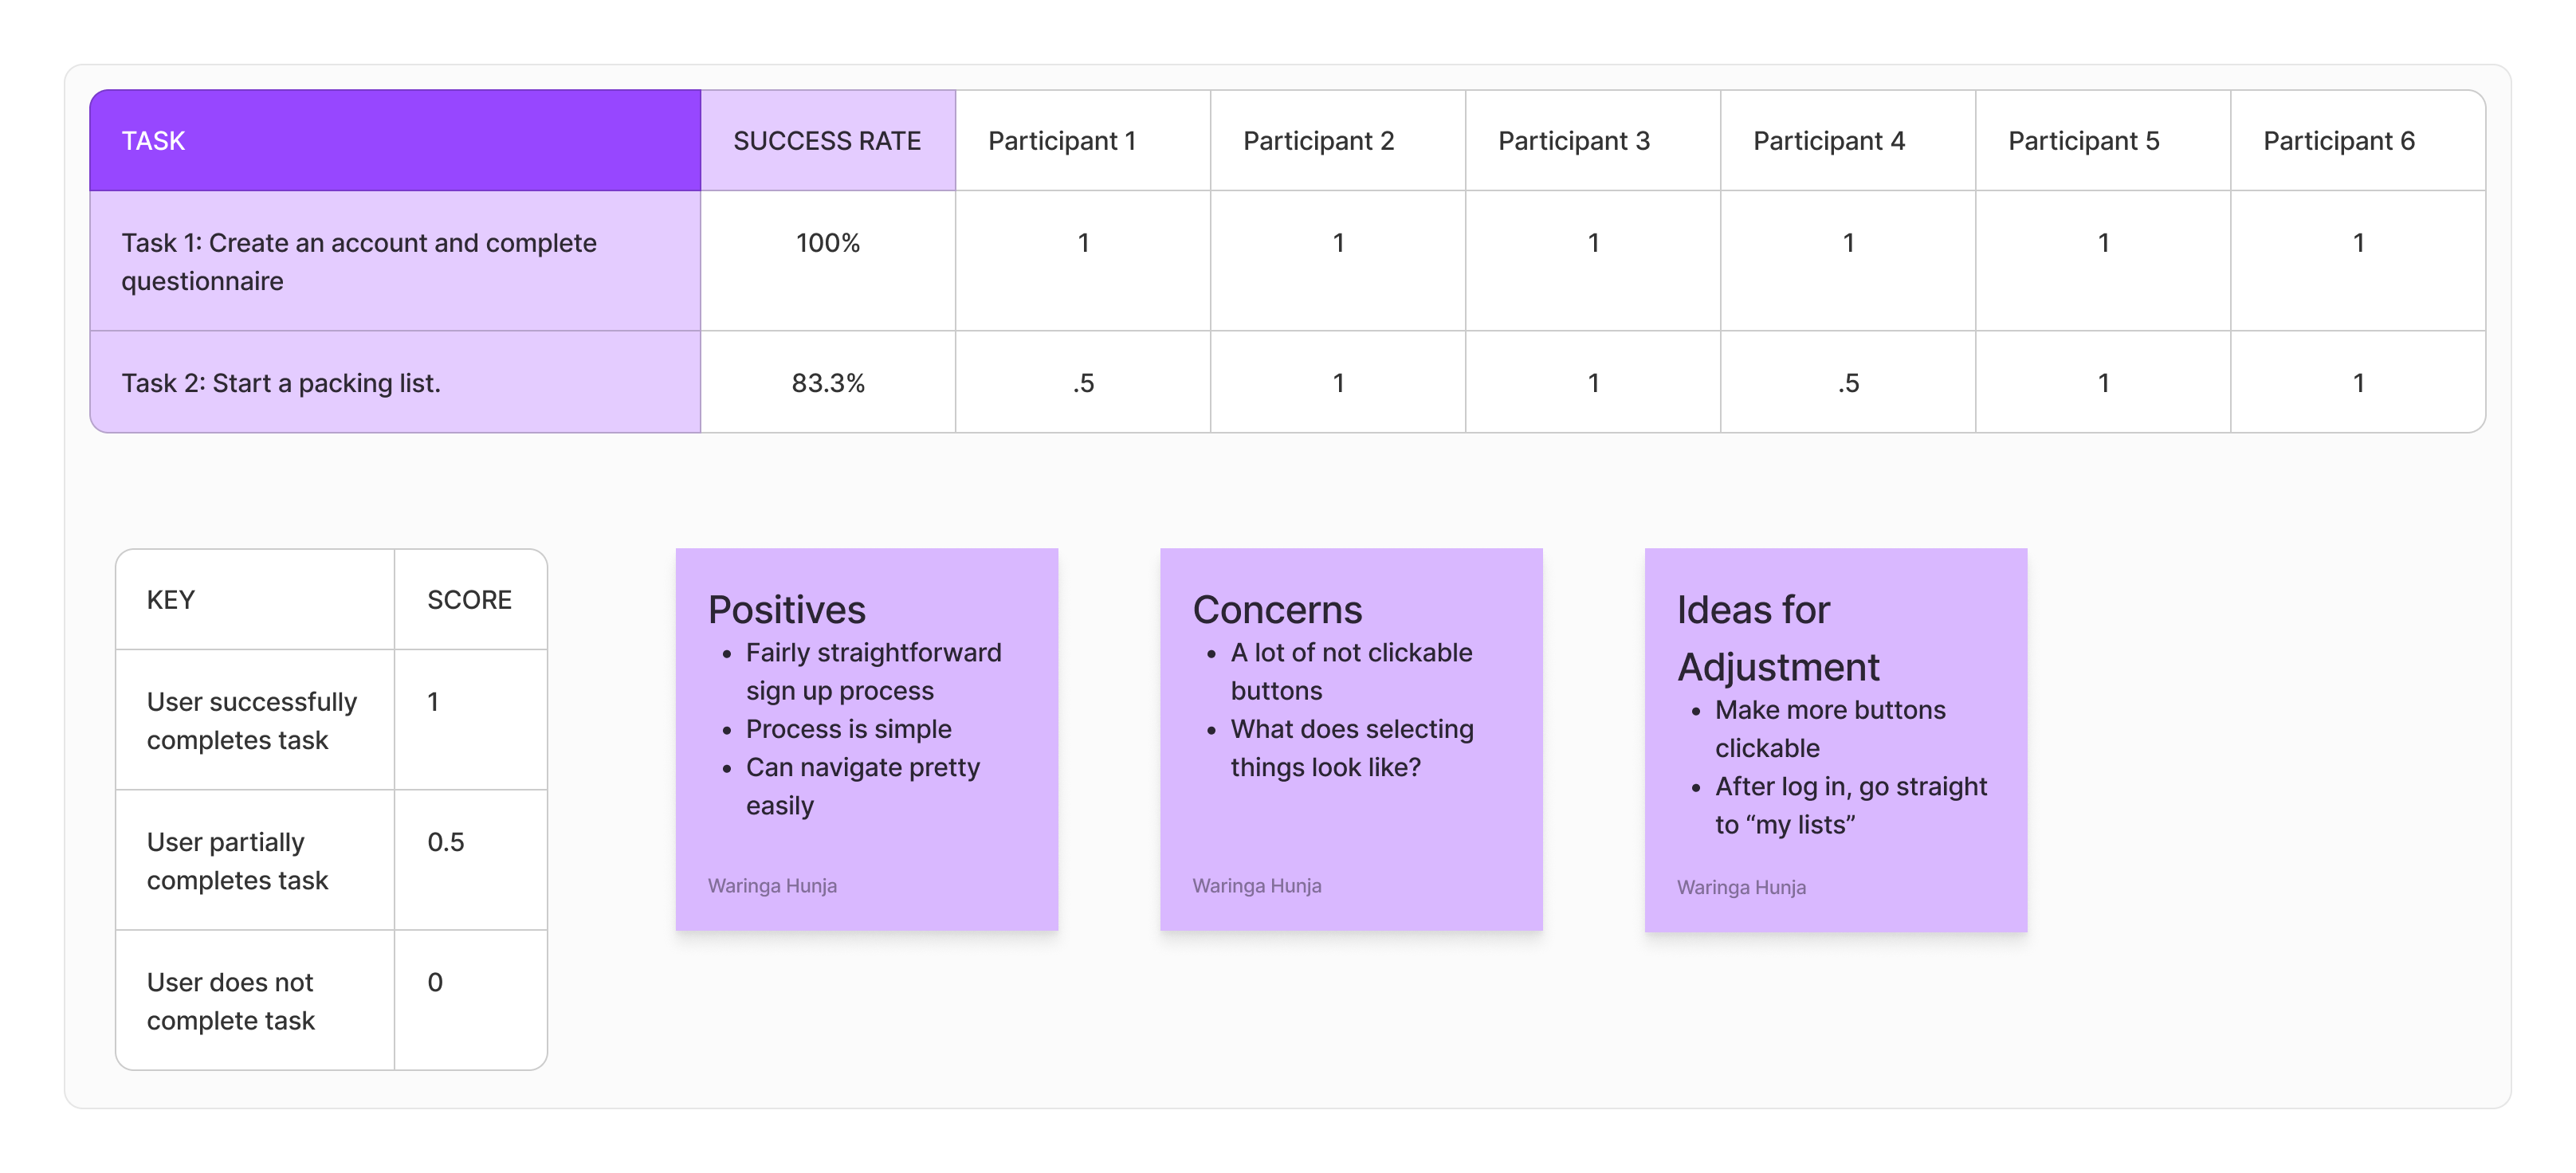 TASK
SUCCESS RATE
Participant 1
Participant 2
Participant 3
Participant 4
Participant 5
Participant 6
Task 1: Create an account and complete
questionnaire
100%
1
1
1
1
1
1
Task 2: Start a packing list.
83.3%
.5
1
1
.5
1
1
KEY
SCORE
User successfully
completes task
1
User partially
completes task
0.5
User does not
complete task
0
Positives
• Fairly straightforward
sign up process
• Process is simple
• Can navigate pretty
easily
Waringa Hunja
Concerns
• A lot of not clickable
buttons
• What does selecting
things look like?
Waringa Hunja
Ideas for
Adjustment
• Make more buttons
clickable
• After log in, go straight
to “my lists”
Waringa Hunja